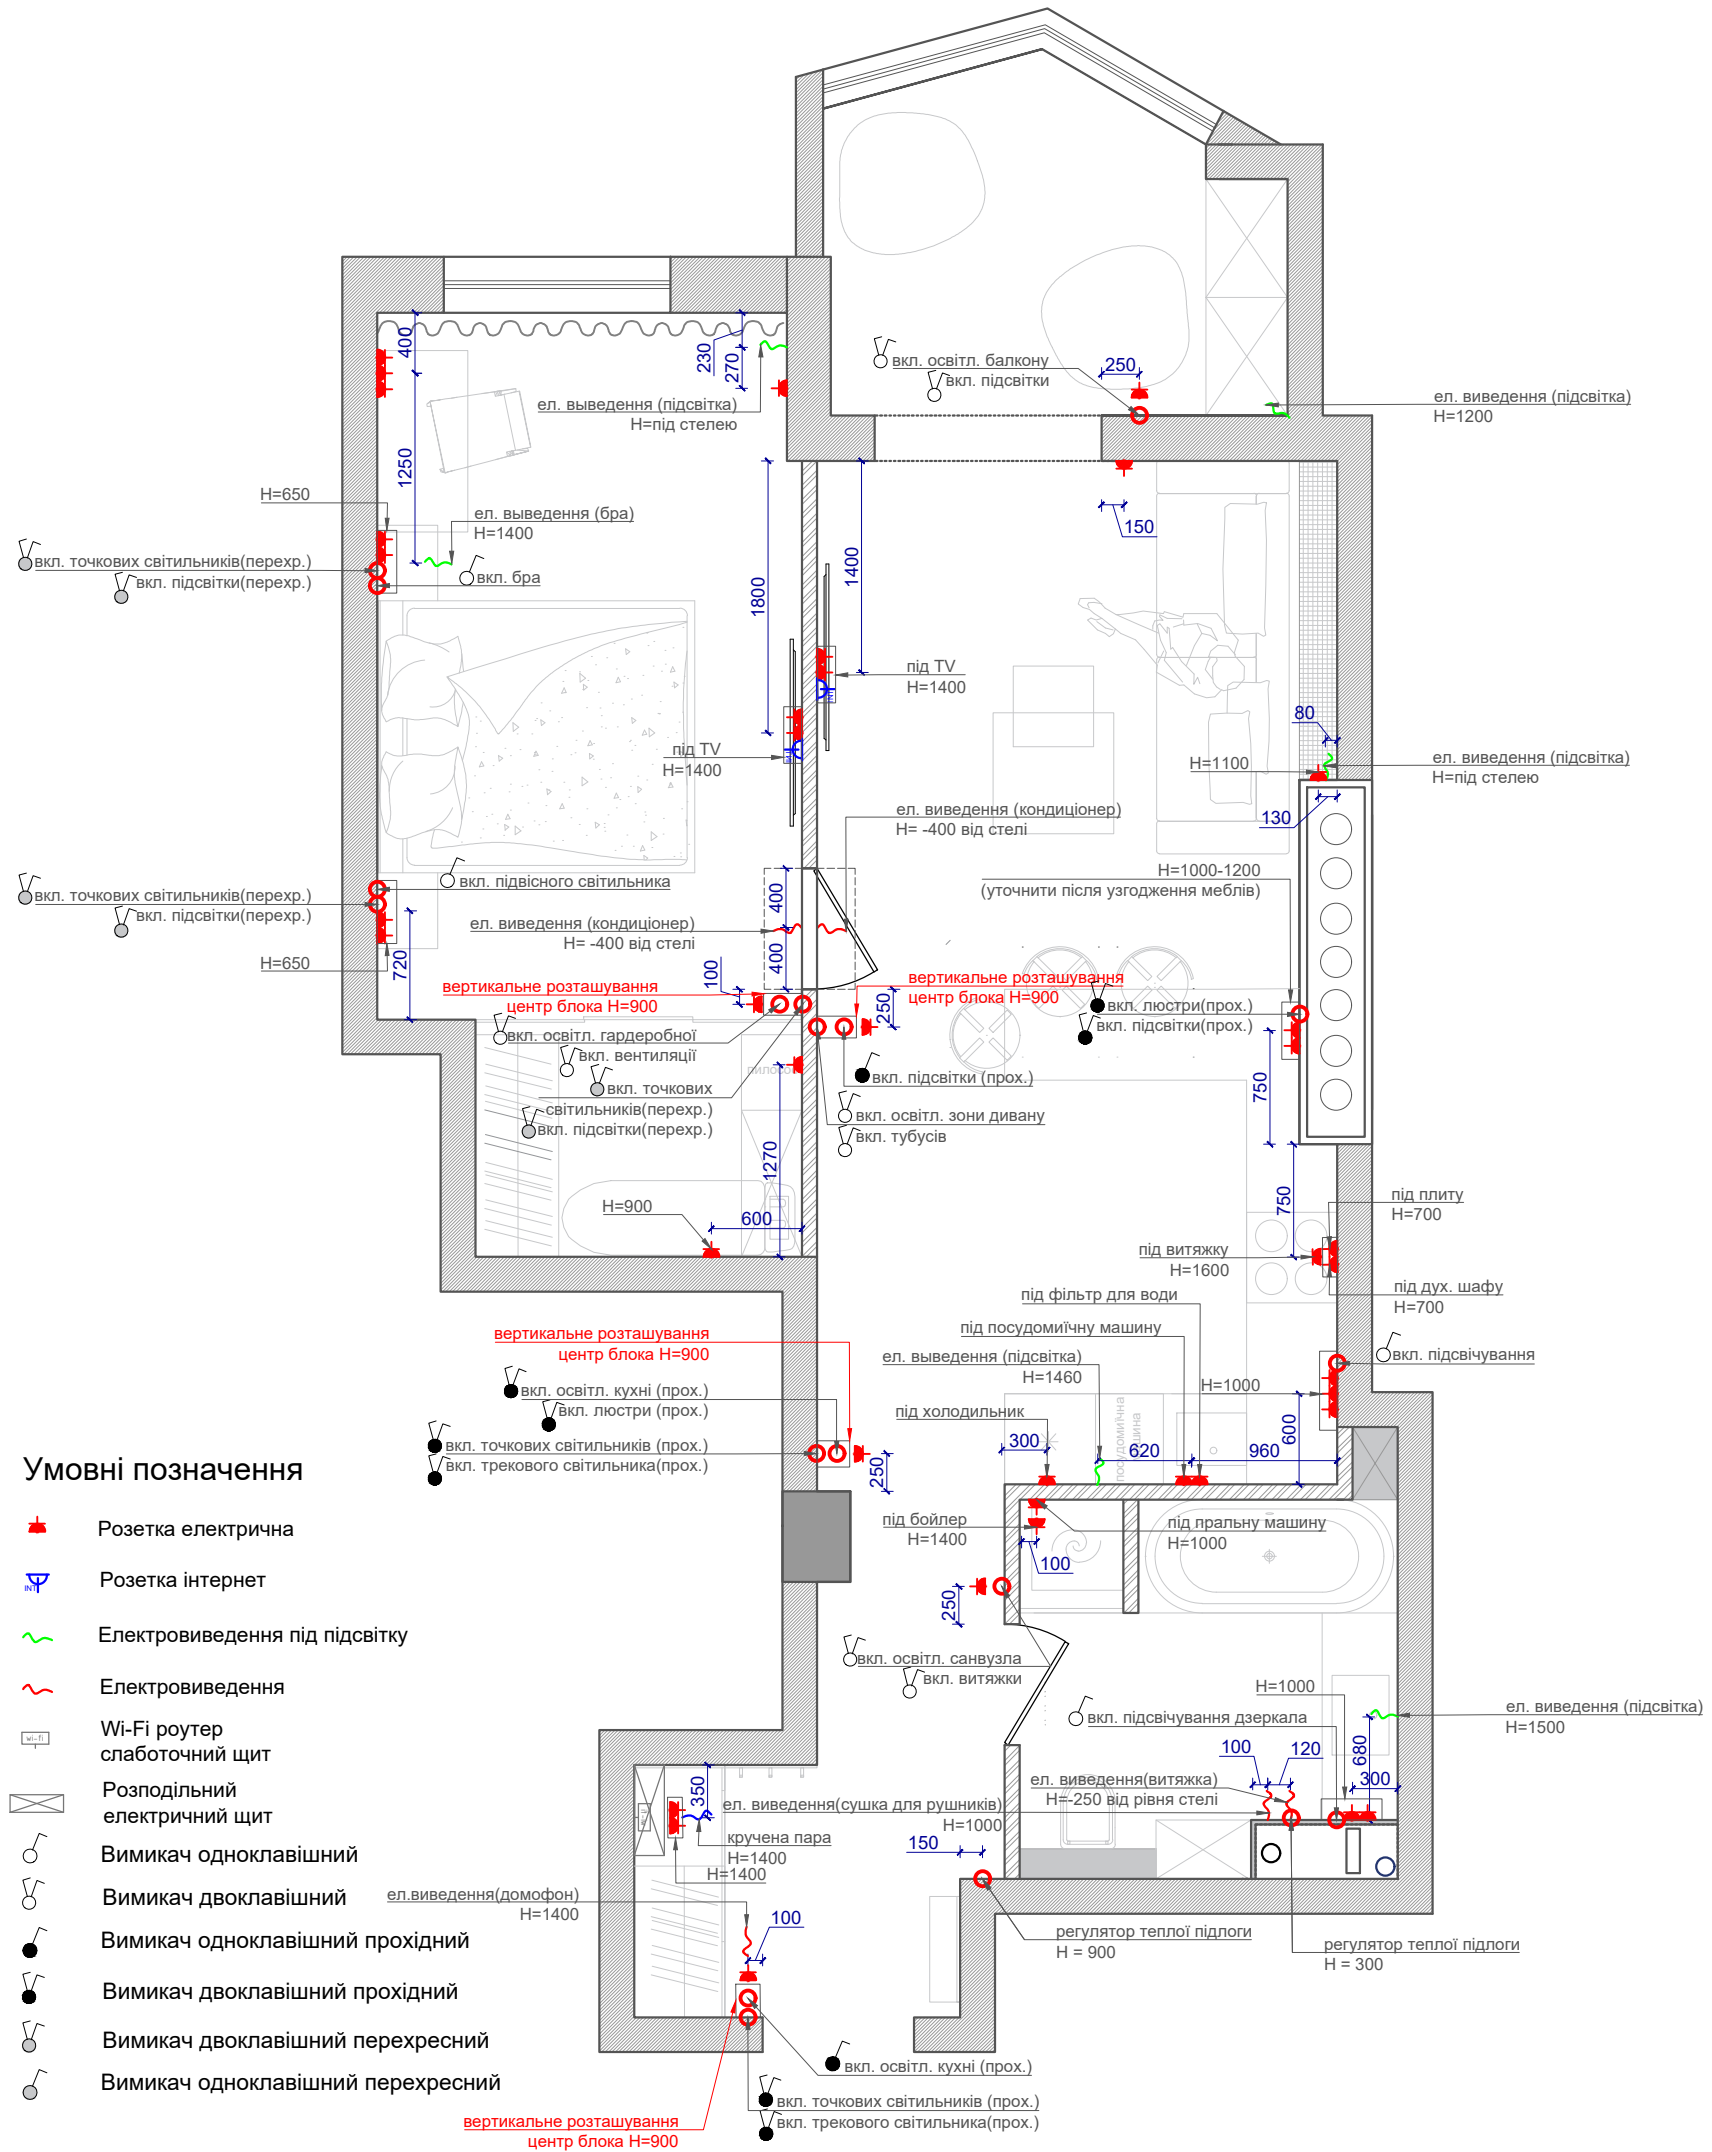 вкл. освітл. балкону
вкл. підсвітки
250
ел. виведення (підсвітка)
H=1200
400
230
270
ел. выведення (підсвітка)
H=під стелею
1250
H=650
ел. выведення (бра)
H=1400
вкл. точкових світильників(перехр.)
вкл. підсвітки(перехр.)
вкл. бра
150
1400
1800
під TV
H=1400
під TV
H=1400
INT
80
H=1100
ел. виведення (підсвітка)
H=під стелею
130
ел. виведення (кондиціонер)
H= -400 від стелі
H=1000-1200
(уточнити після узгодження меблів)
вкл. підвісного світильника
вкл. точкових світильників(перехр.)
вкл. підсвітки(перехр.)
H=650
720
400
400
ел. виведення (кондиціонер)
H= -400 від стелі
100
вертикальне розташування
центр блока H=900
вертикальне розташування
центр блока H=900
250
вкл. люстри(прох.)
вкл. підсвітки(прох.)
вкл. освітл. гардеробної
вкл. вентиляції
вкл. точкових
світильників(перехр.)
вкл. підсвітки(перехр.)
пилосо
вкл. підсвітки (прох.)
вкл. освітл. зони дивану
вкл. тубусів
750
1270
H=900
600
750
під плиту
H=700
під витяжку
H=1600
під дух. шафу
H=700
під фільтр для води
під посудомиїчну машину
ел. выведення (підсвітка)
H=1460
H=1000
вкл. підсвічування
вертикальне розташування
центр блока H=900
вкл. освітл. кухні (прох.)
вкл. люстри (прох.)
вкл. точкових світильників (прох.)
вкл. трекового світильника(прох.)
250
під холодильник
300
посудомиїчна
машина
620
960
600
під бойлер
H=1400
під пральну машину
H=1000
100
250
вкл. освітл. санвузла
вкл. витяжки
H=1000
вкл. підсвічування дзеркала
ел. виведення (підсвітка)
H=1500
100
120
680
300
ел. виведення(витяжка)
H=-250 від рівня стелі
ел. виведення(сушка для рушників)
H=1000
350
кручена пара
H=1400
H=1400
150
ел.виведення(домофон)
H=1400
100
регулятор теплої підлоги
H = 900
регулятор теплої підлоги
H = 300
вкл. освітл. кухні (прох.)
вкл. точкових світильників (прох.)
вкл. трекового світильника(прох.)
вертикальне розташування
центр блока H=900
Умовні позначення
Розетка електрична
INT
Розетка інтернет
Електровиведення під підсвітку
Електровиведення
wi-fi
Wi-Fi роутер
слаботочний щит
Розподільний
електричний щит
Вимикач одноклавішний
Вимикач двоклавішний
Вимикач одноклавішний прохідний
Вимикач двоклавішний прохідний
Вимикач двоклавішний перехресний
Вимикач одноклавішний перехресний